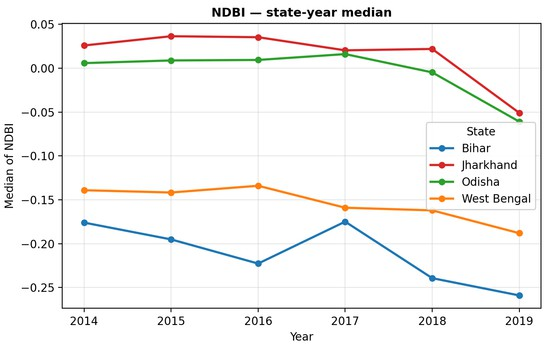 NDBI — state-year median
Median of NDBI
0.05
0.00
−0.05
−0.10
−0.15
−0.20
−0.25
State
Bihar
Jharkhand
Odisha
West Bengal
2014 2015 2016 2017 2018 2019
Year